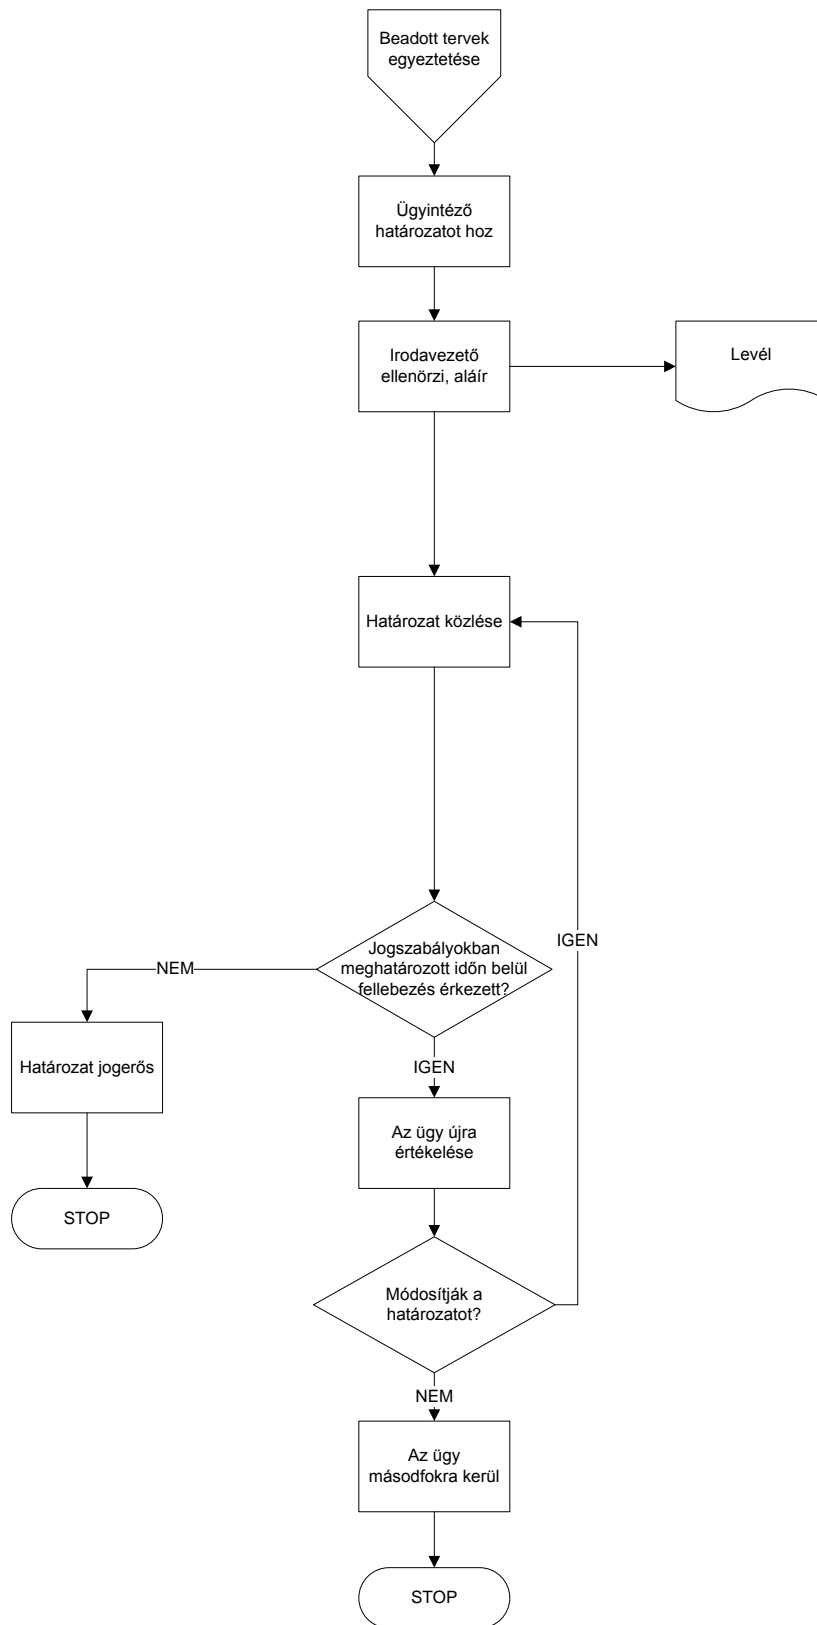 Beadott tervek
egyeztetése
Ügyintéző
határozatot hoz
Irodavezető
ellenörzi, aláír
Levél
Határozat közlése
Jogszabályokban
meghatározott időn belül
fellebezés érkezett?
NEM
IGEN
IGEN
Határozat jogerős
Az ügy újra
értékelése
STOP
Módosítják a
határozatot?
NEM
Az ügy
másodfokra kerül
STOP